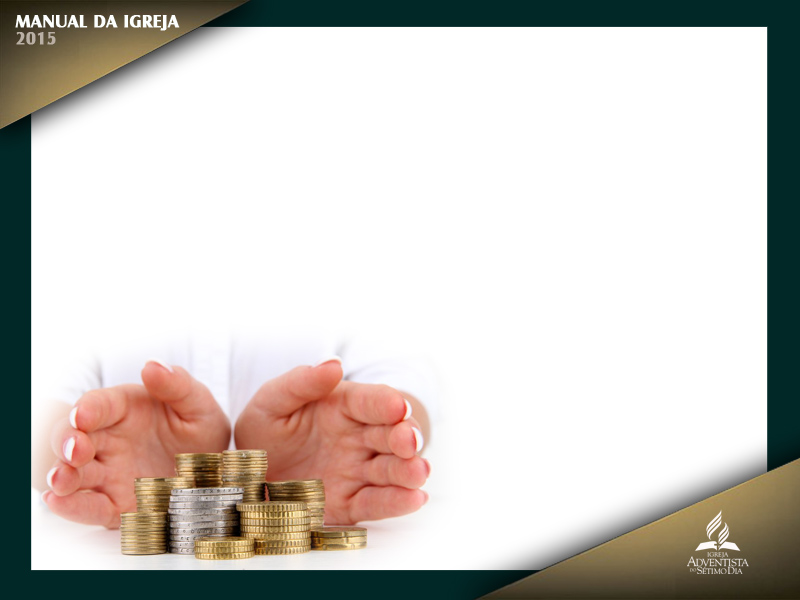 MANUAL DA IGREJA
2015
IGREJA
ADVENTISTA
DO SÉTIMO DIA